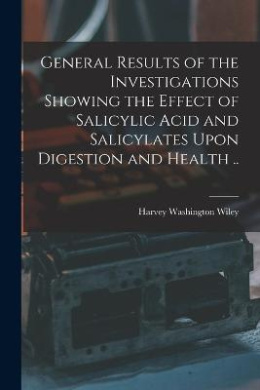 General Results of the
Investigations
Showing the Effect of
Salicylic Acid and
Salicylates Upon
Digestion and Health ..
Harvey Washington Wiley